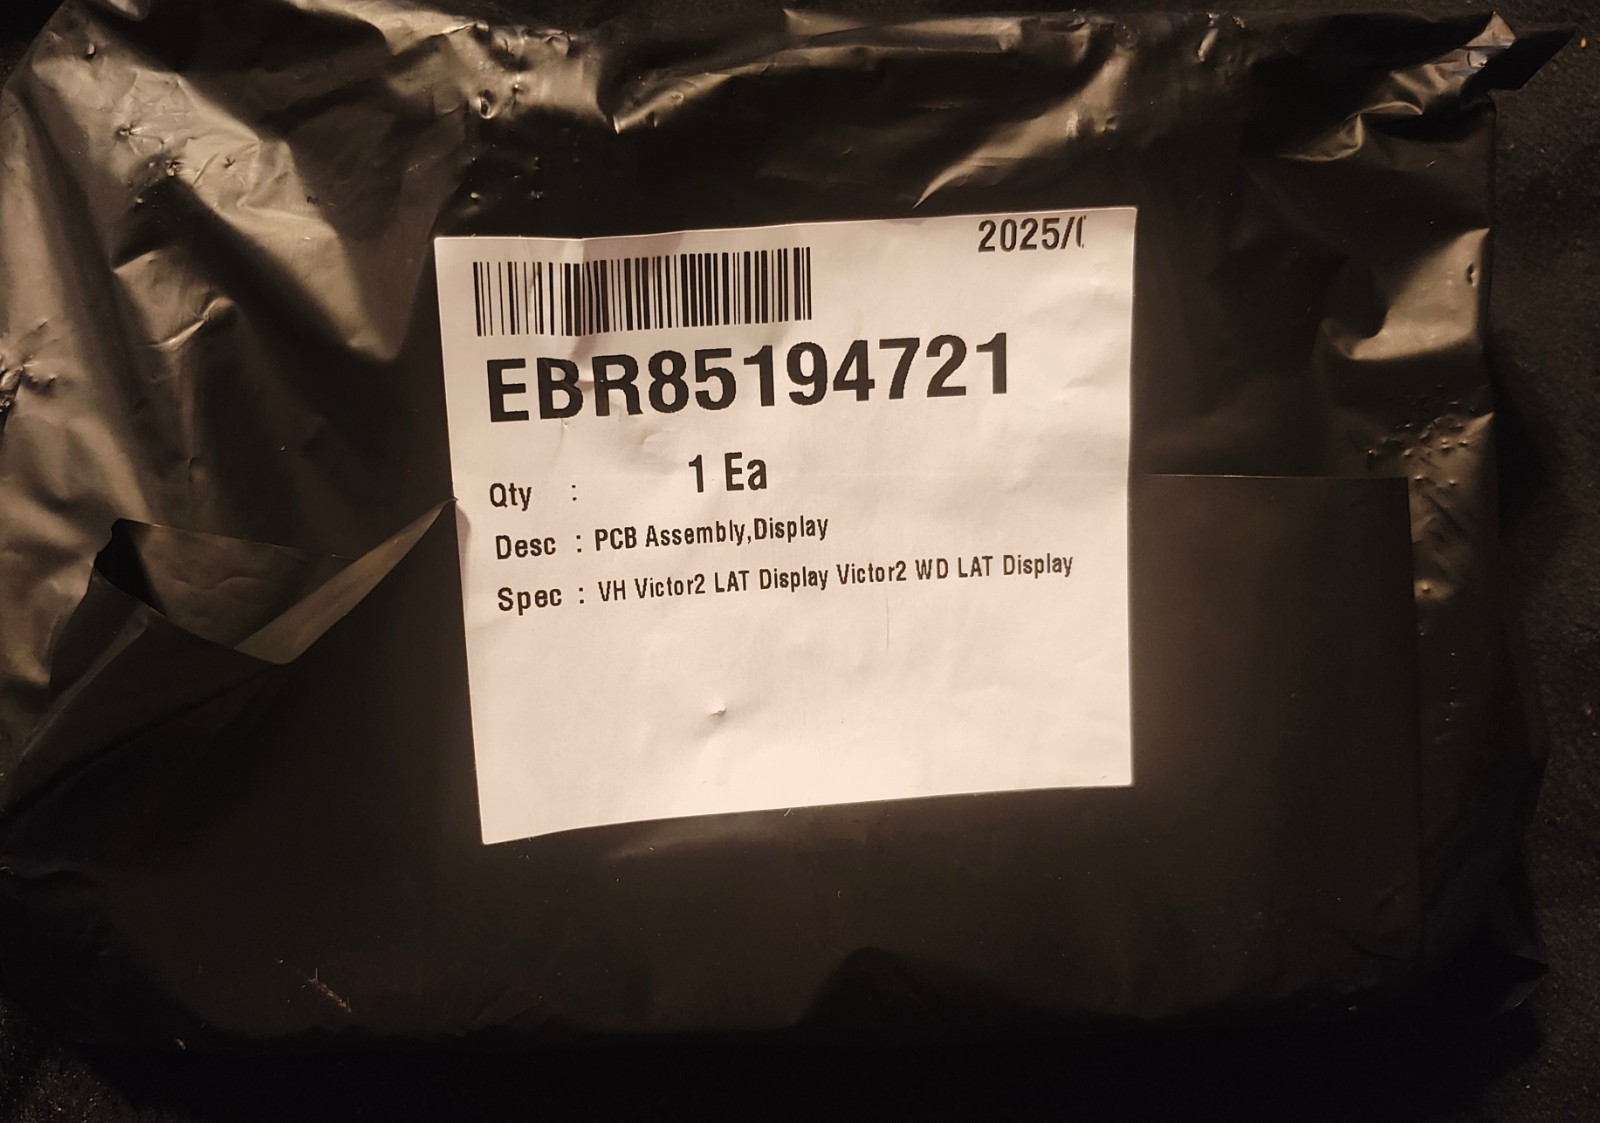 2025/
EBR85194721
Qty : 1 Ea
Desc : PCB Assembly,Display
Spec : VH Victor2 LAT Display Victor2 WD LAT Display